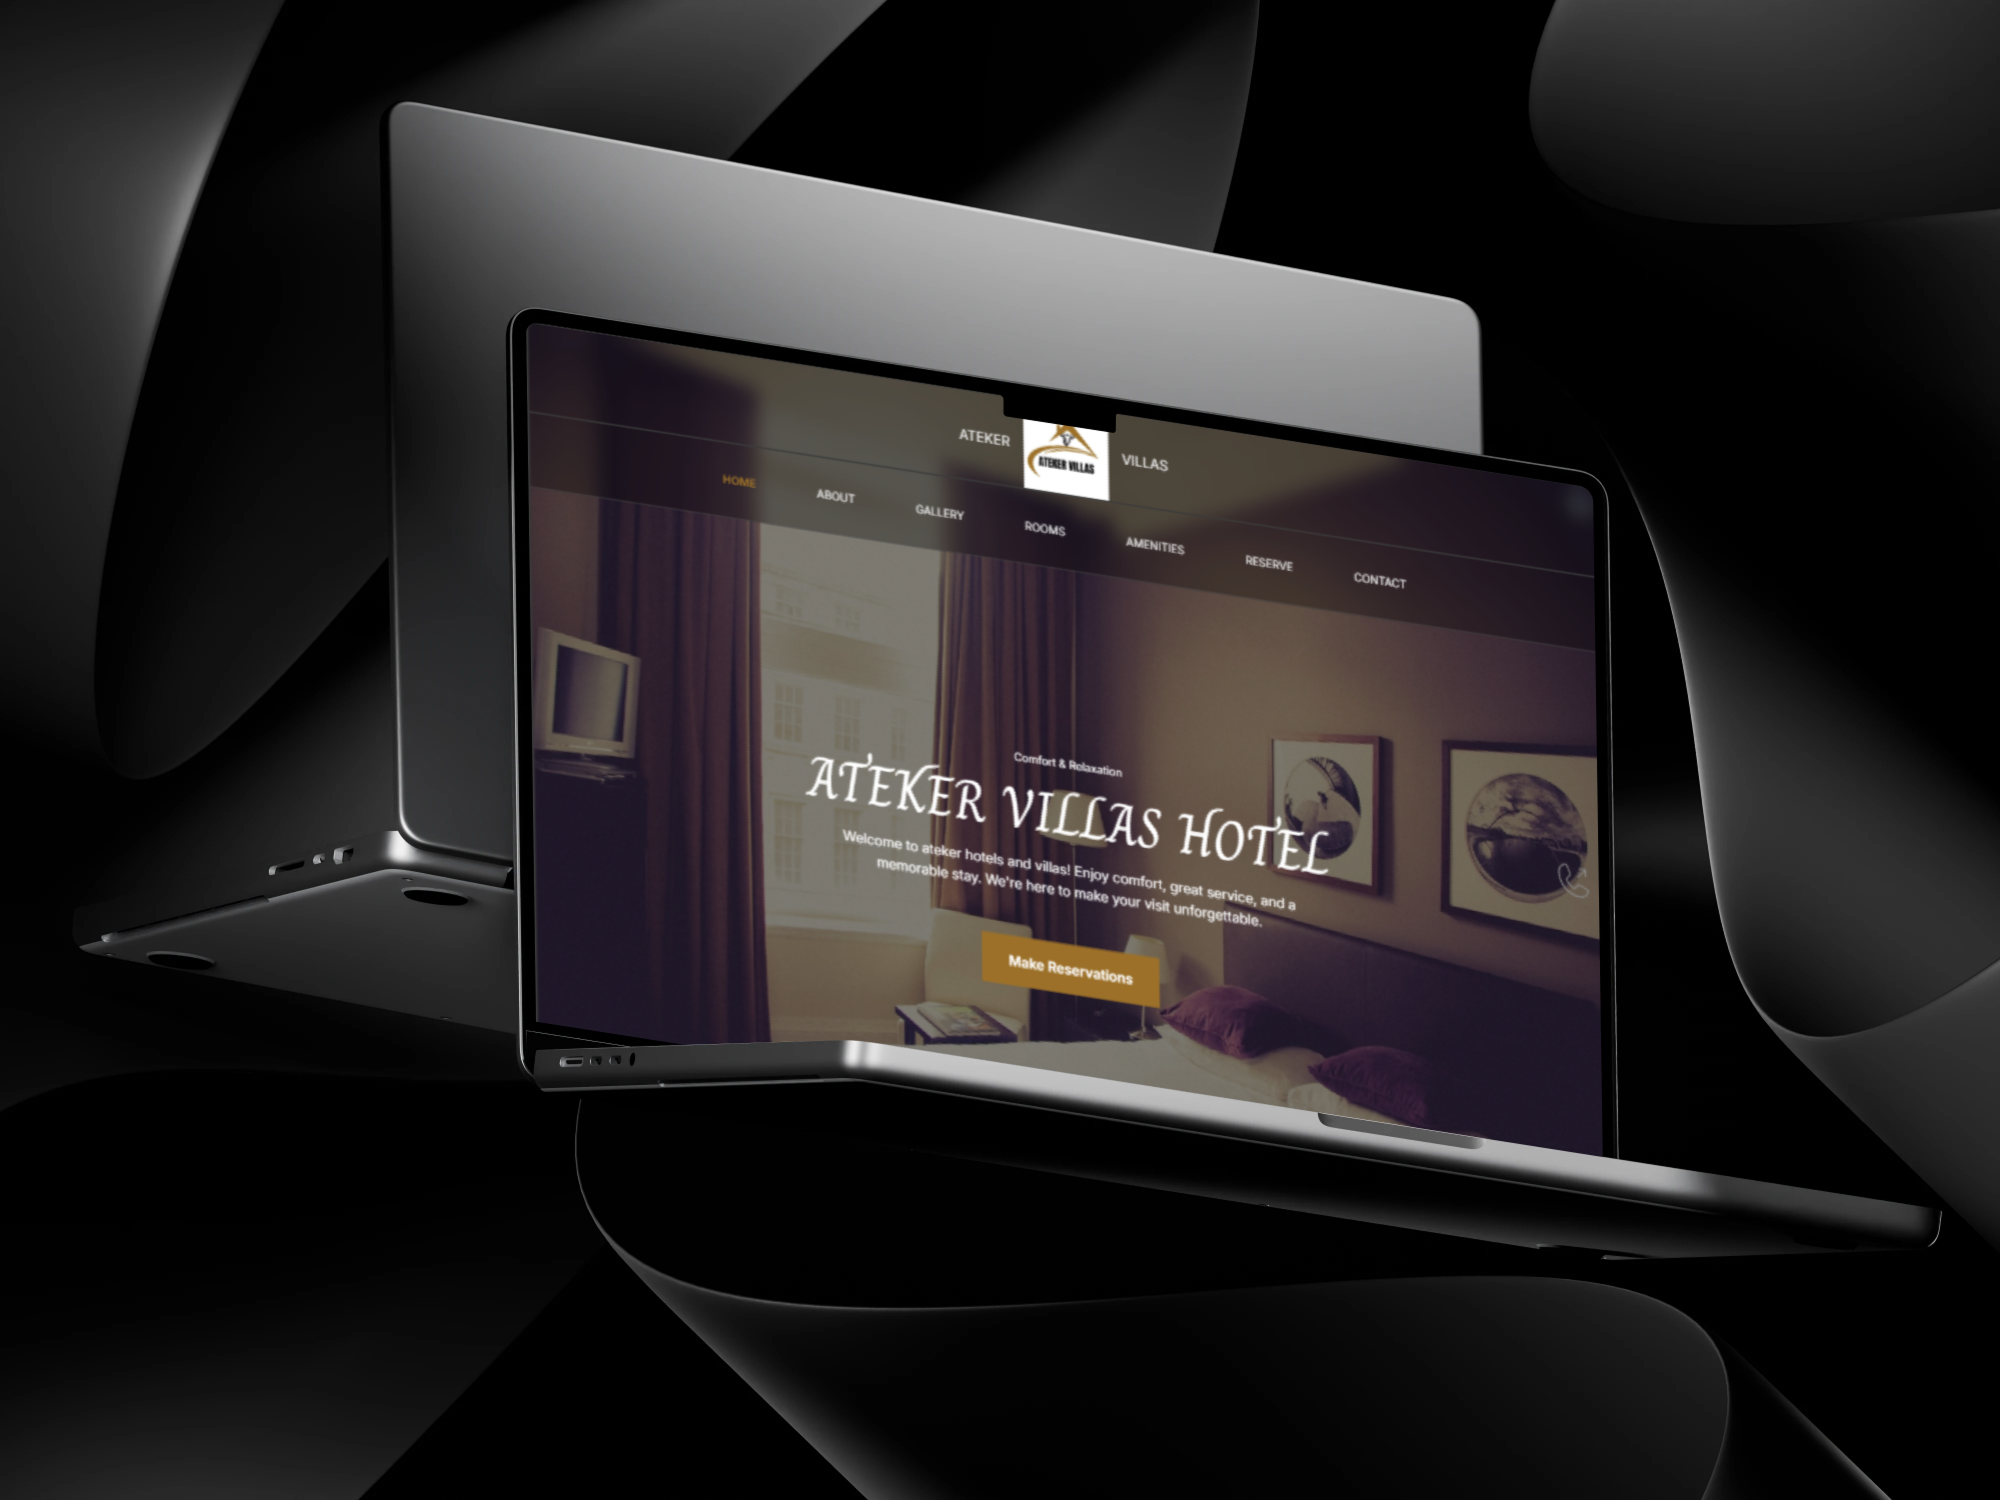 ATEKER
ATEKER VILLAS
VILLAS
HOME
ABOUT
GALLERY
ROOMS
AMENITIES
RESERVE
CONTACT
Comfort & Relaxation
ATEKER VILLAS HOTEL
Welcome to ateker hotels and villas! Enjoy comfort, great service, and a
memorable stay. We're here to make your visit unforgettable.
Make Reservations